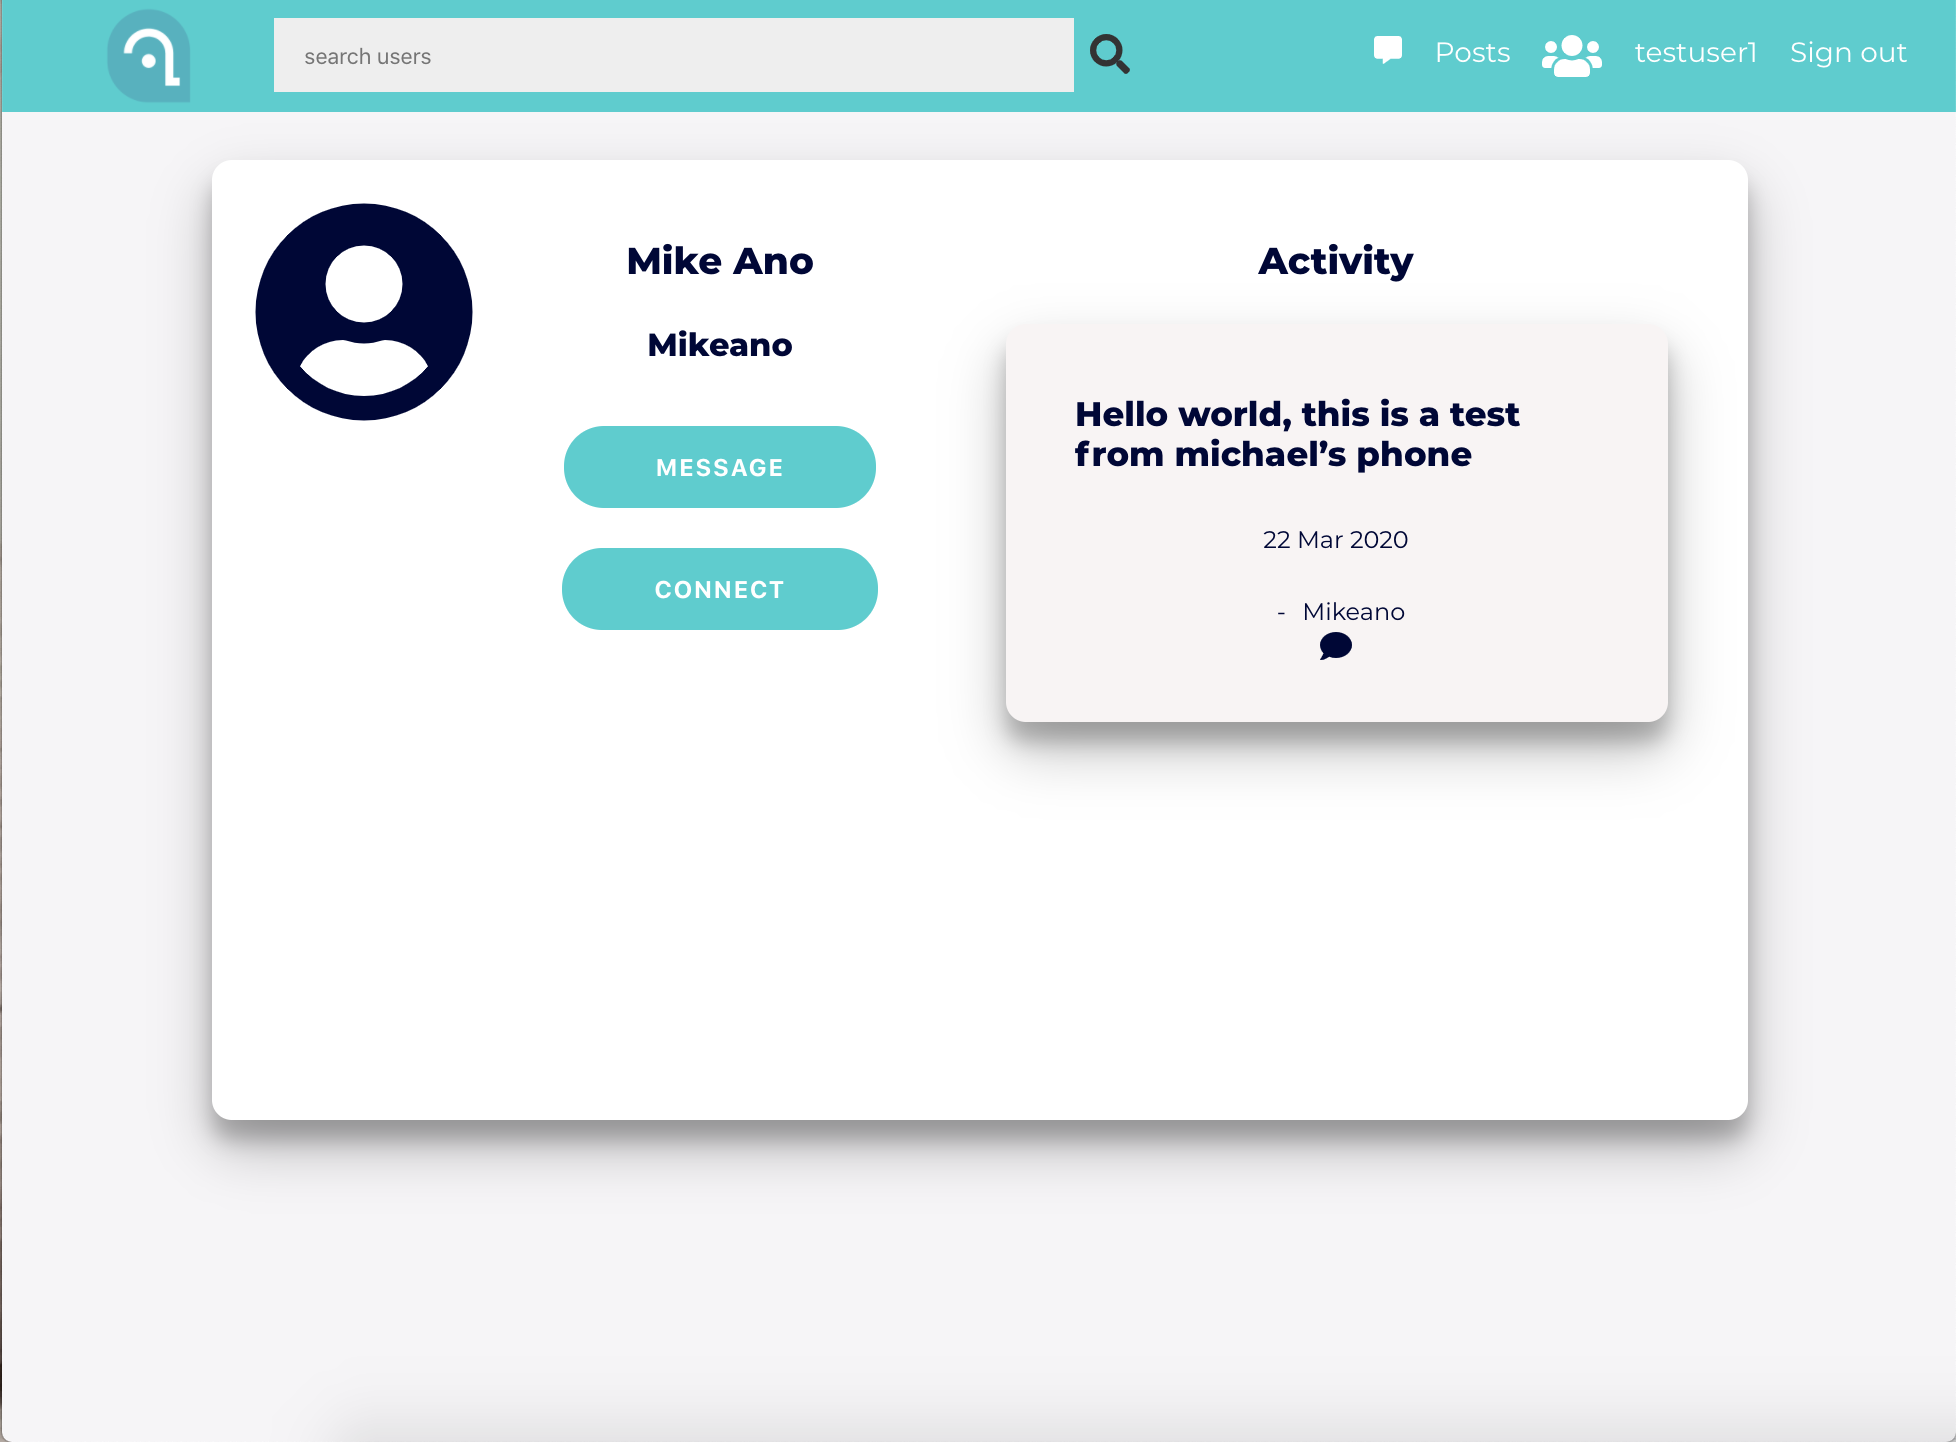 search users
Posts
testuser1
Sign out
Mike Ano
Mikeano
MESSAGE
CONNECT
Activity
Hello world, this is a test
from michael’s phone
22 Mar 2020
- Mikeano